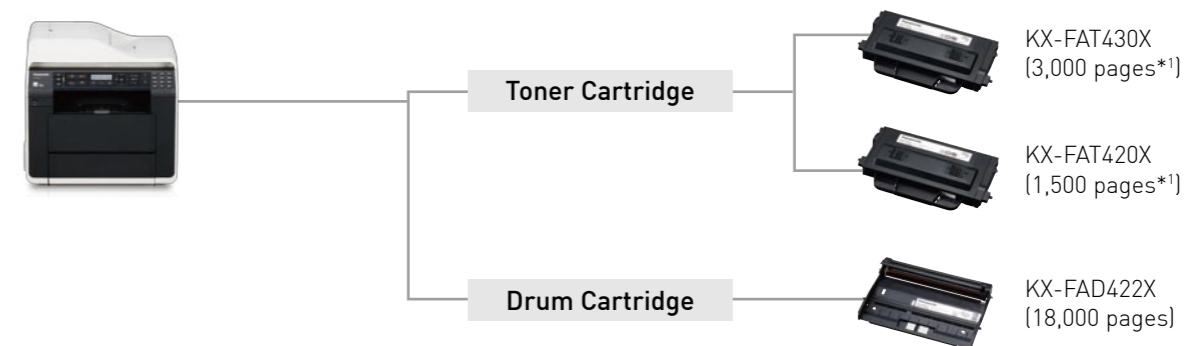 Toner Cartridge
KX-FAT430X
(3,000 pages*1)
KX-FAT420X
(1,500 pages*1)
Drum Cartridge
KX-FAD422X
(18,000 pages)